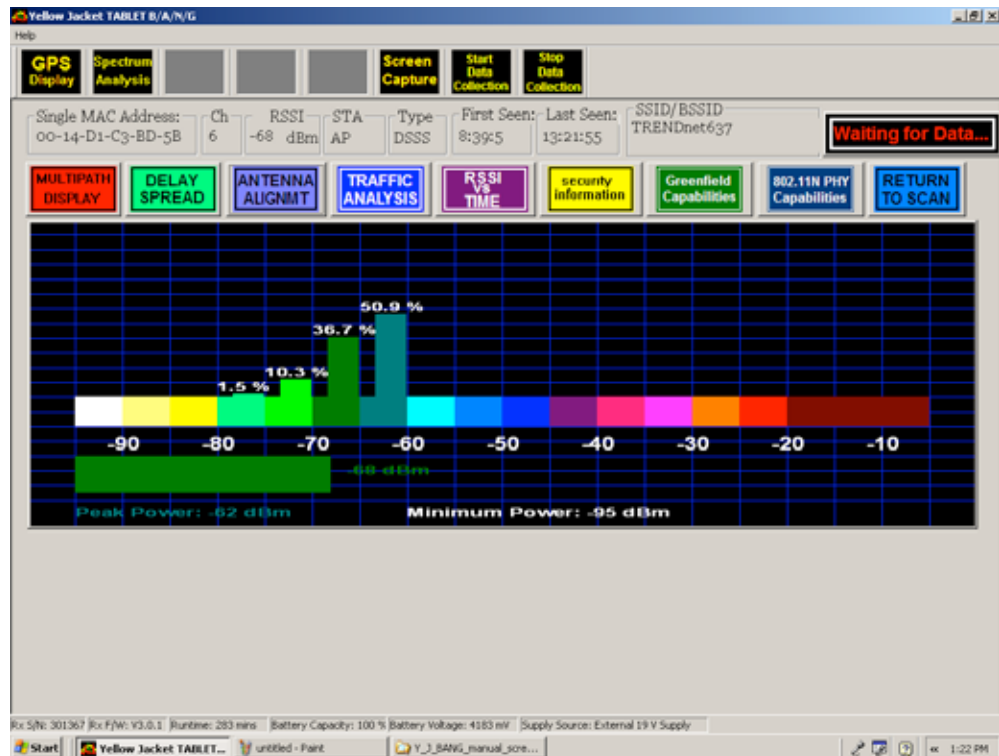 Yellow Jacket TABLET B/A/N/G
Help
GPS Display
Spectrum Analysis
Screen Capture
Start Data Collection
Stop Data Collection
Single MAC Address: Ch RSSI STA Type First Seen: Last Seen: SSID/BSSID
00-14-D1-C3-BD-5B 6 -68 dBm AP DSSS 8:39:5 13:21:55 TRENDnet637
Waiting for Data...
MULTIPATH DISPLAY
DELAY SPREAD
ANTENNA ALIGNMT
TRAFFIC ANALYSIS
RSSI Vs TIME
security information
Greenfield Capabilities
802.11N PHY Capabilities
RETURN TO SCAN
50.9 %
36.7 %
10.3 %
1.5 %
-90 -80 -70 -60 -50 -40 -30 -20 -10
-68 dBm
Peak Power: -62 dBm Minimum Power: -95 dBm
Rx S/N: 301367 Rx F/W: V3.0.1 Runtime: 283 mins Battery Capacity: 100 % Battery Voltage: 4183 mV Supply Source: External 19 V Supply
Start Yellow Jacket TABLET... untitled - Paint Y_J_BANG_manual_scre... « 1:22 PM